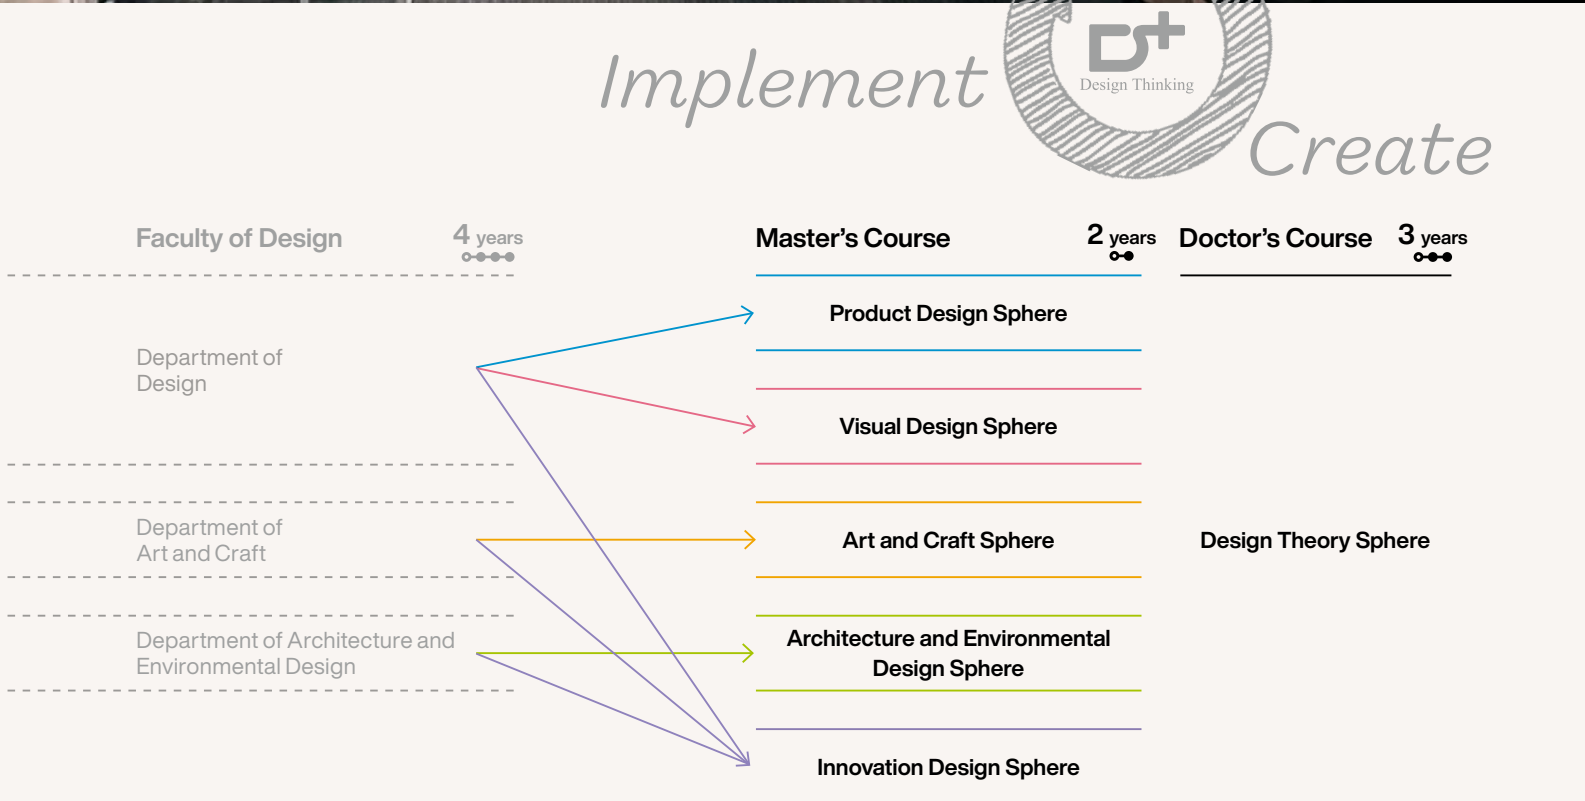 Implement
DS+
Design Thinking
Create
Faculty of Design 4 years
Master's Course 2 years
Doctor's Course 3 years
Product Design Sphere
Department of
Design
Visual Design Sphere
Department of
Art and Craft
Art and Craft Sphere
Design Theory Sphere
Department of Architecture and
Environmental Design
Architecture and Environmental
Design Sphere
Innovation Design Sphere